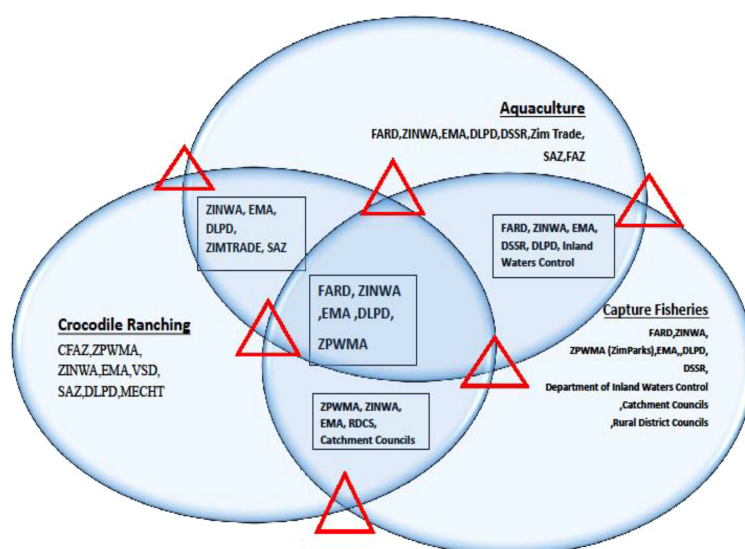 Aquaculture
FARD,ZINWA,EMA,DLPD,DSSR,Zim Trade,
SAZ,FAZ
ZINWA, EMA,
DLPD,
ZIMTRADE, SAZ
FARD, ZINWA, EMA,
DSSR, DLPD, Inland
Waters Control
FARD, ZINWA
,EMA ,DLPD,
ZPWMA
Crocodile Ranching
CFAZ,ZPWMA,
ZINWA,EMA,VSD,
SAZ,DLPD,MECHT
Capture Fisheries
FARD,ZINWA,
ZPWMA (ZimParks),EMA,,DLPD,
DSSR,
Department of Inland Waters Control
,Catchment Councils
,Rural District Councils
ZPWMA, ZINWA,
EMA, RDCS,
Catchment Councils